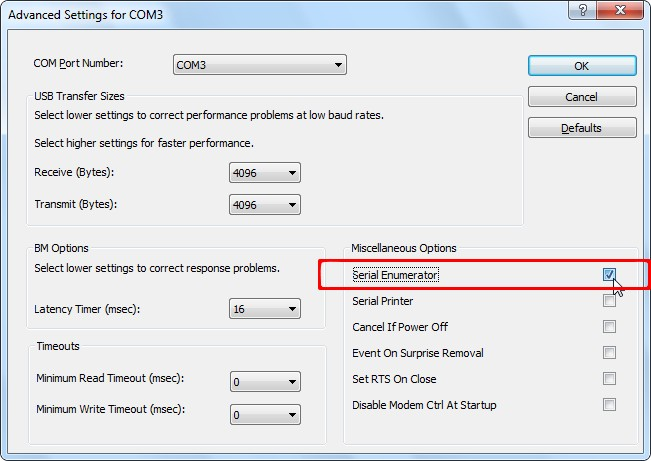 Advanced Settings for COM3
COM Port Number:
COM3
OK
Cancel
Defaults
USB Transfer Sizes
Select lower settings to correct performance problems at low baud rates.
Select higher settings for faster performance.
Receive (Bytes):
4096
Transmit (Bytes):
4096
BM Options
Select lower settings to correct response problems.
Latency Timer (msec):
16
Timeouts
Minimum Read Timeout (msec):
0
Minimum Write Timeout (msec):
0
Miscellaneous Options
Serial Enumerator
Serial Printer
Cancel If Power Off
Event On Surprise Removal
Set RTS On Close
Disable Modem Ctrl At Startup